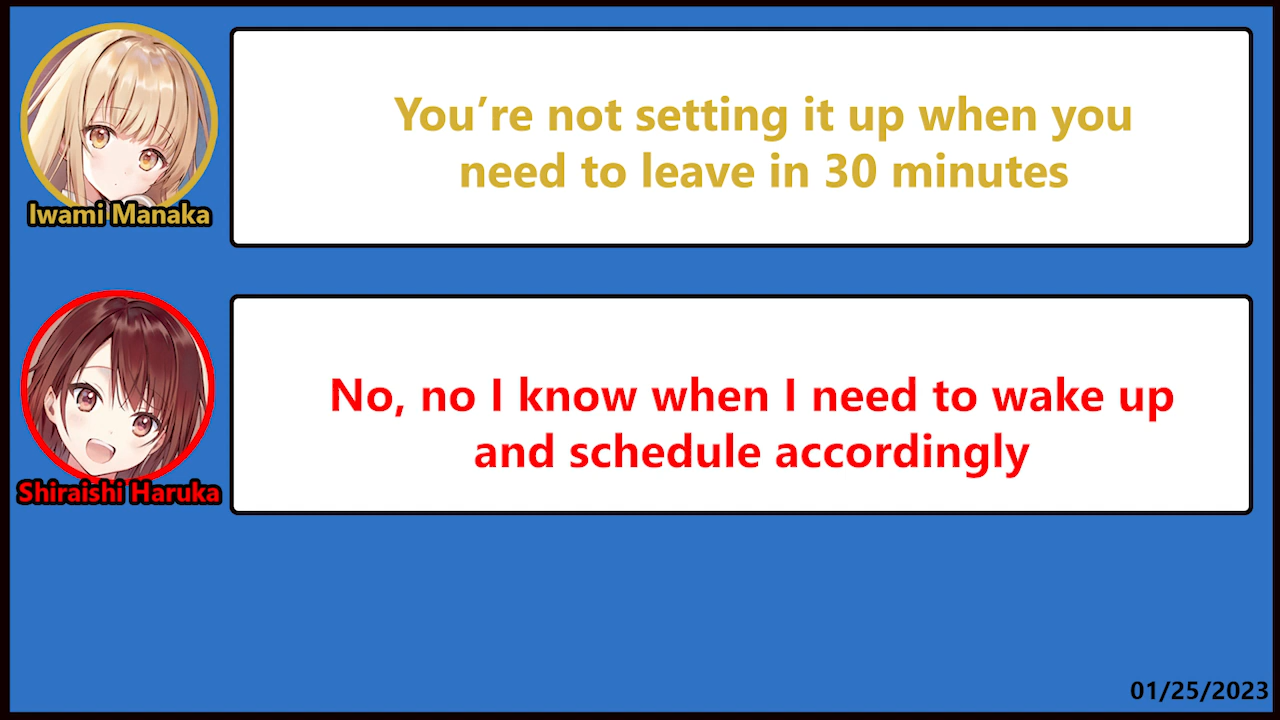 You’re not setting it up when you
need to leave in 30 minutes
Iwami Manaka
No, no I know when I need to wake up
and schedule accordingly
Shiraishi Haruka
01/25/2023